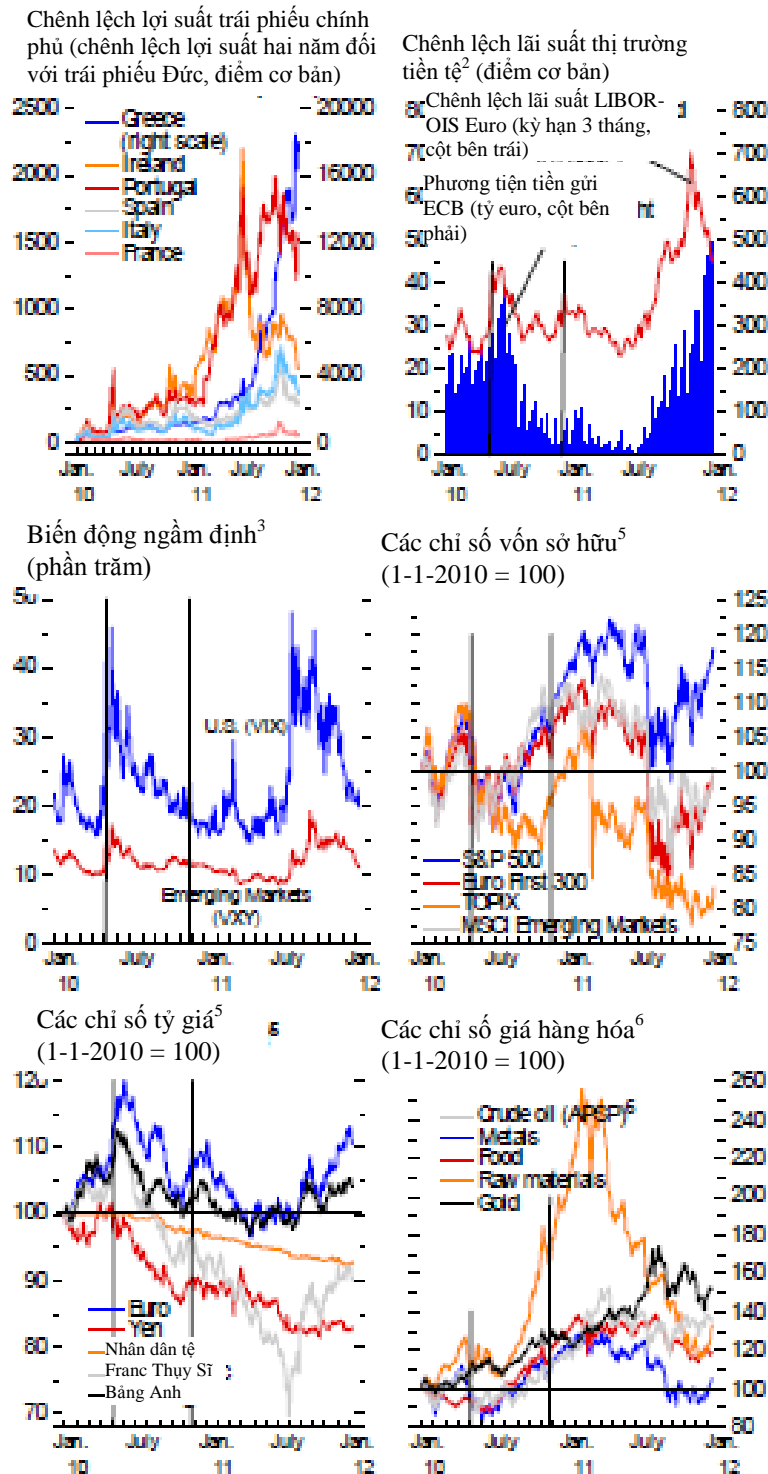 Chênh lệch lợi suất trái phiếu chính
phủ (chênh lệch lợi suất hai năm đối
với trái phiếu Đức, điểm cơ bản)
2500
2000
1500
1000
500
0
20000
16000
12000
8000
4000
0
Greece
(right scale)
Ireland
Portugal
Spain
Italy
France
Jan. July Jan. July Jan.
10 11 12
Chênh lệch lãi suất thị trường
tiền tệ² (điểm cơ bản)
Chênh lệch lãi suất LIBOR-
OIS Euro (kỳ hạn 3 tháng,
cột bên trái)
Phương tiện tiền gửi
ECB (tỷ euro, cột bên
phải)
80
70
60
50
40
30
20
10
0
800
700
600
500
400
300
200
100
0
Jan. July Jan. July Jan.
10 11 12
Biến động ngầm định³
(phần trăm)
50
40
30
20
10
0
U.S. (VIX)
Emerging Markets
(VXY)
Jan. July Jan. July Jan.
10 11 12
Các chỉ số vốn sở hữu⁵
(1-1-2010 = 100)
125
120
115
110
105
100
95
90
85
80
75
S&P 500
Euro First 300
TOPIX
MSCI Emerging Markets
Jan. July Jan. July Jan.
10 11 12
Các chỉ số tỷ giá⁵
(1-1-2010 = 100)
120
110
100
90
80
70
Euro
Yen
Nhân dân tệ
Franc Thụy Sĩ
Bảng Anh
Jan. July Jan. July Jan.
10 11 12
Các chỉ số giá hàng hóa⁶
(1-1-2010 = 100)
260
240
220
200
180
160
140
120
100
80
Crude oil (APSP)⁶
Metals
Food
Raw materials
Gold
Jan. July Jan. July Jan.
10 11 12